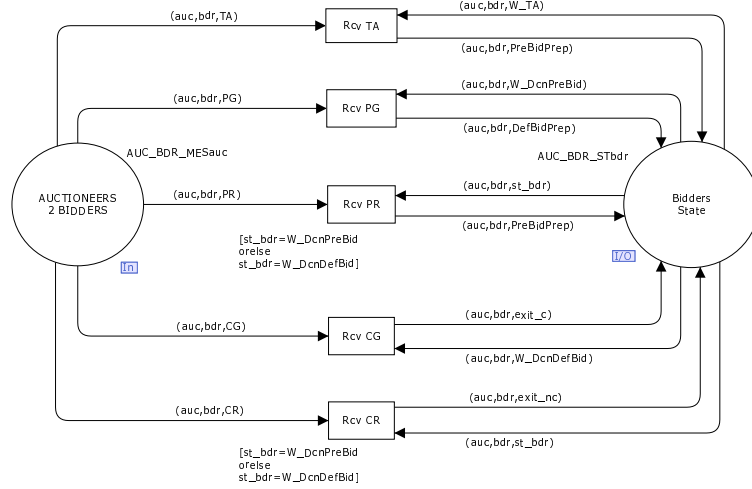 (auc,bdr,W_TA)
(auc,bdr,TA)
Rcv TA
(auc,bdr,PreBidPrep)
(auc,bdr,W_DcnPreBid)
(auc,bdr,PG)
Rcv PG
(auc,bdr,DefBidPrep)
AUC_BDR_MESauc
AUC_BDR_STbdr
AUCTIONEERS
2 BIDDERS
(auc,bdr,PR)
Rcv PR
(auc,bdr,st_bdr)
(auc,bdr,PreBidPrep)
Bidders
State
[st_bdr=W_DcnPreBid
orelse
st_bdr=W_DcnDefBid]
In
I/O
(auc,bdr,exit_c)
(auc,bdr,CG)
Rcv CG
(auc,bdr,W_DcnDefBid)
(auc,bdr,exit_nc)
(auc,bdr,CR)
Rcv CR
(auc,bdr,st_bdr)
[st_bdr=W_DcnPreBid
orelse
st_bdr=W_DcnDefBid]